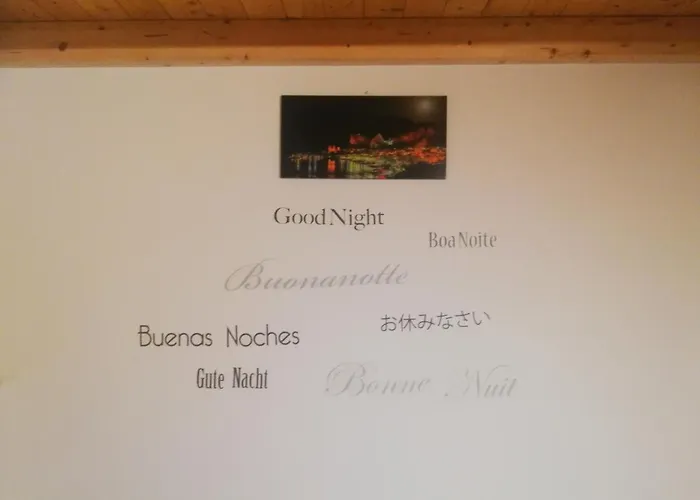 Good Night
Boa Noite
Buonanotte
お休みなさい
Buenas Noches
Gute Nacht
Bonne Nuit